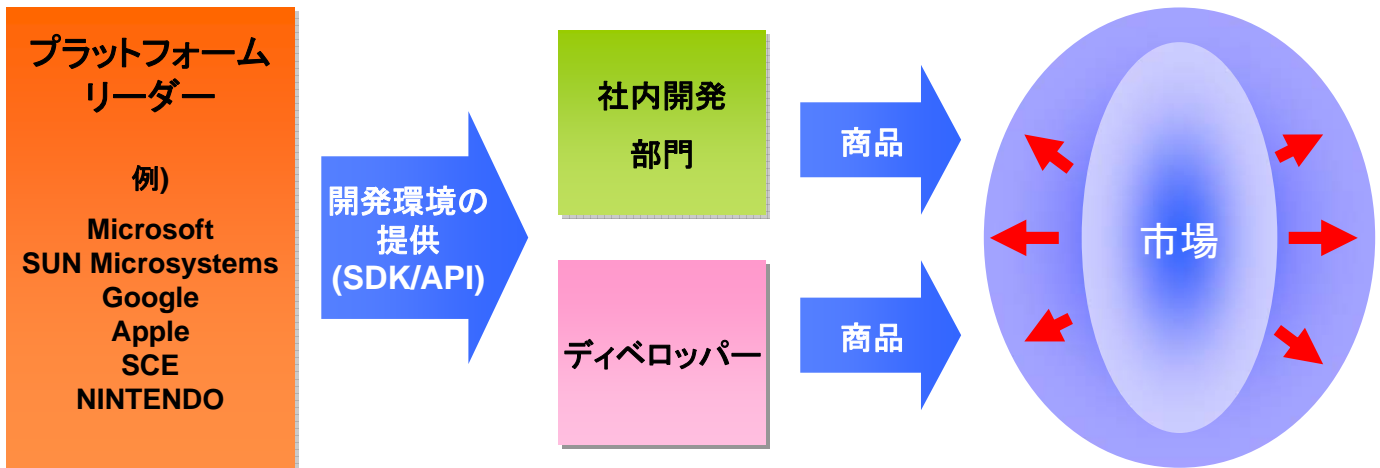 プラットフォーム
リーダー
例)
Microsoft
SUN Microsystems
Google
Apple
SCE
NINTENDO
開発環境の
提供
(SDK/API)
社内開発
部門
ディベロッパー
商品
商品
市場